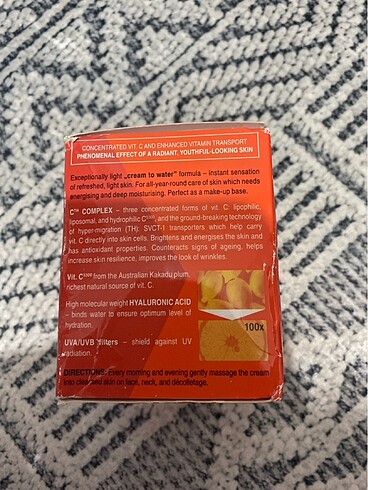 CONCENTRATED VIT. C AND ENHANCED VITAMIN TRANSPORT
PHENOMENAL EFFECT OF A RADIANT, YOUTHFUL-LOOKING SKIN
Exceptionally light „cream to water" formula – instant sensation
of refreshed, light skin. For all-year-round care of skin which needs
energising and deep moisturising. Perfect as a make-up base.
C™ COMPLEX – three concentrated forms of vit. C: lipophilic,
liposomal, and hydrophilic C, and the ground-breaking technology
of hyper-migration (TH). SVCT-1 transporters which help carry
vit. C directly into skin cells. Brightens and energises the skin and
has antioxidant properties. Counteracts signs of ageing, helps
increase skin resilience, improves the look of wrinkles.
Vit. C from the Australian Kakadu plum,
richest natural source of vit. C.
High molecular weight HYALURONIC ACID
– binds water to ensure optimum level of
hydration.
100x
UVA/UVB filters – shield against UV
radiation.
DIRECTIONS: Every morning and evening gently massage the cream
into cleansed skin on face, neck, and décolletage.